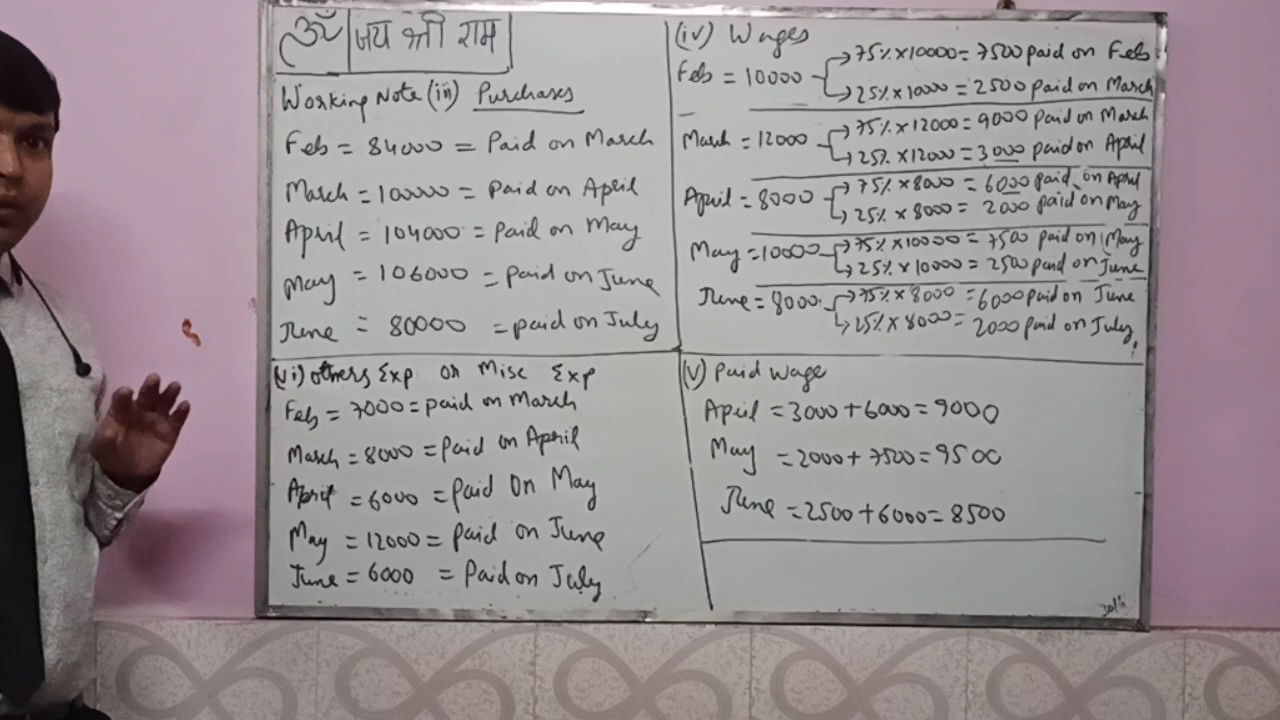 ॐ जय श्री राम
Working Note (iii) Purchases
Feb = 84000 = Paid on March
March = 100000 = Paid on April
April = 104000 = Paid on May
May = 106000 = Paid on June
June = 80000 = paid on July
(vi) others Exp or Misc Exp
Feb = 7000 = paid on March
March = 8000 = Paid on April
April = 6000 = Paid On May
May = 12000 = Paid on June
June = 6000 = Paid on July
(iv) Wages
Feb = 10000 → 75% x 10000 = 7500 paid on Feb
→ 25% x 1000 = 2500 paid on March
March = 12000 → 75% x 12000 = 9000 paid on March
→ 25% x 12000 = 3000 paid on April
April = 8000 → 75% x 8000 = 6000 paid on April
→ 25% x 8000 = 2000 paid on May
May = 10000 → 75% x 10000 = 7500 paid on May
→ 25% x 10000 = 2500 paid on June
June = 8000 → 75% x 8000 = 6000 paid on June
→ 25% x 8000 = 2000 paid on July.
(v) Paid wage
April = 3000 + 6000 = 9000
May = 2000 + 7500 = 9500
June = 2500 + 6000 = 8500